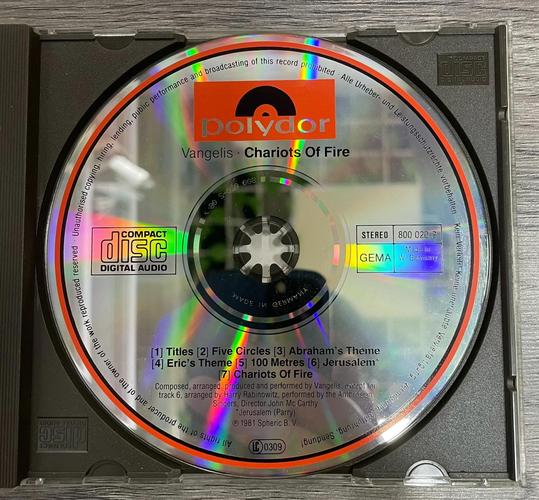 Unauthorised copying, hiring, lending, public performance and broadcasting of this record prohibited · Alle Urheber- und Leistungsschutzrechte vorbehalten
polydor
Vangelis · Chariots Of Fire
COMPACT
disc
DIGITAL AUDIO
STEREO
800 020-2
GEMA
Made in
W. Germany
MADE IN GERMANY
[1] Titles [2] Five Circles [3] Abraham's Theme
[4] Eric's Theme [5] 100 Metres [6] Jerusalem*
[7] Chariots Of Fire
Composed, arranged, produced and performed by Vangelis, except on
track 6, arranged by Harry Rabinowitz, performed by the Ambrosian
Singers, Director John Mc Carthy
*Jerusalem (Parry)
℗ 1981 Spheric B.V.
LC 0309
All rights of the producer and of the owner of the work reproduced reserved ·
Sendung!